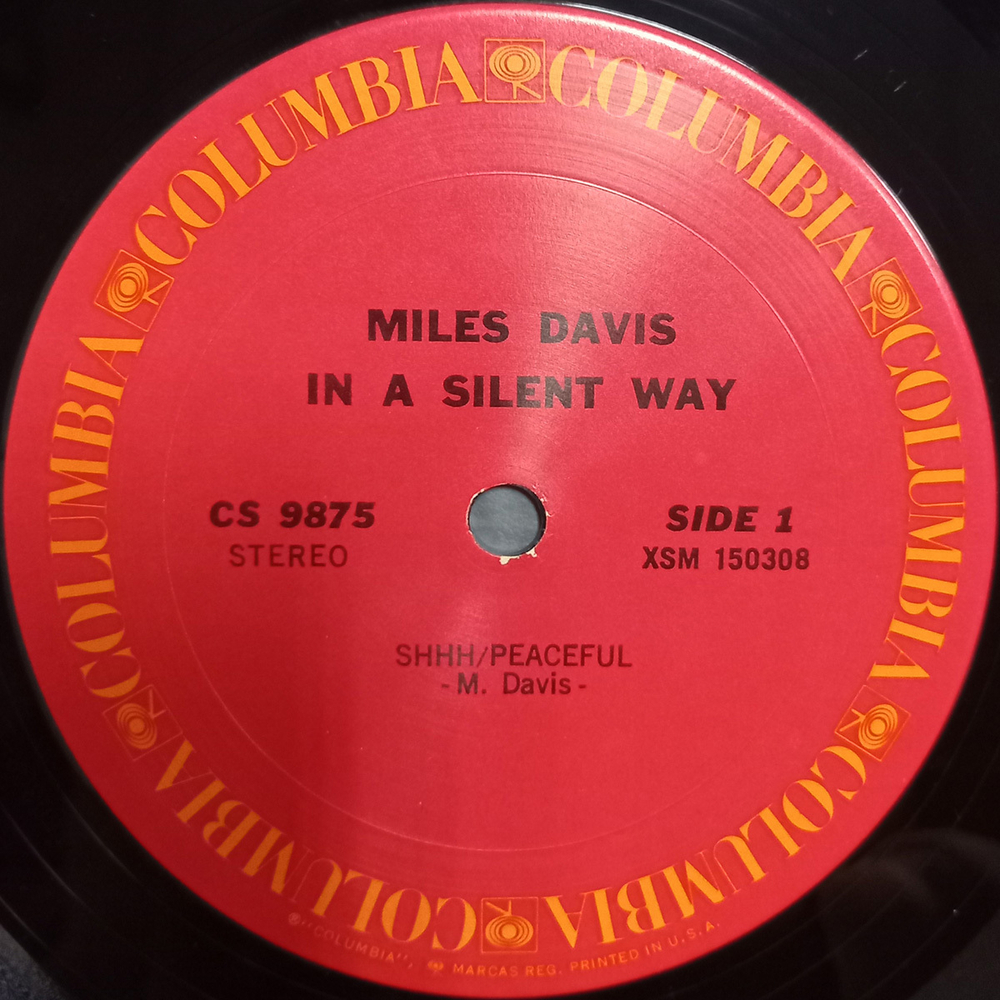 COLUMBIA COLUMBIA COLUMBIA COLUMBIA COLUMBIA COLUMBIA
MILES DAVIS
IN A SILENT WAY
CS 9875
STEREO
SIDE 1
XSM 150308
SHHH/PEACEFUL
- M. Davis -
® "COLUMBIA", MARCAS REG. PRINTED IN U.S.A.